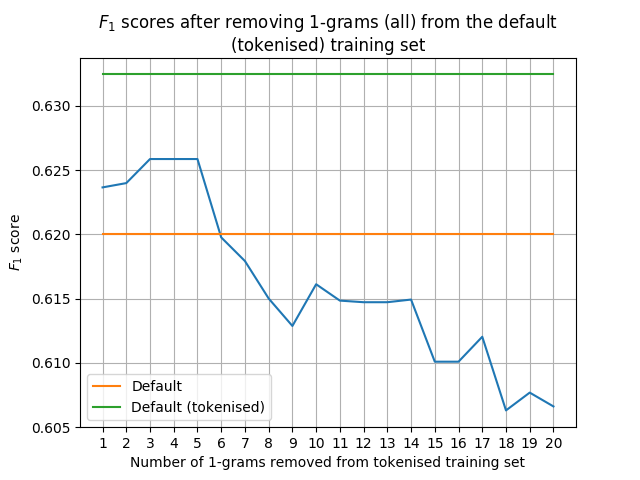 F1 scores after removing 1-grams (all) from the default
(tokenised) training set
0.630
0.625
0.620
0.615
0.610
0.605
F1 score
Default
Default (tokenised)
1 2 3 4 5 6 7 8 9 10 11 12 13 14 15 16 17 18 19 20
Number of 1-grams removed from tokenised training set